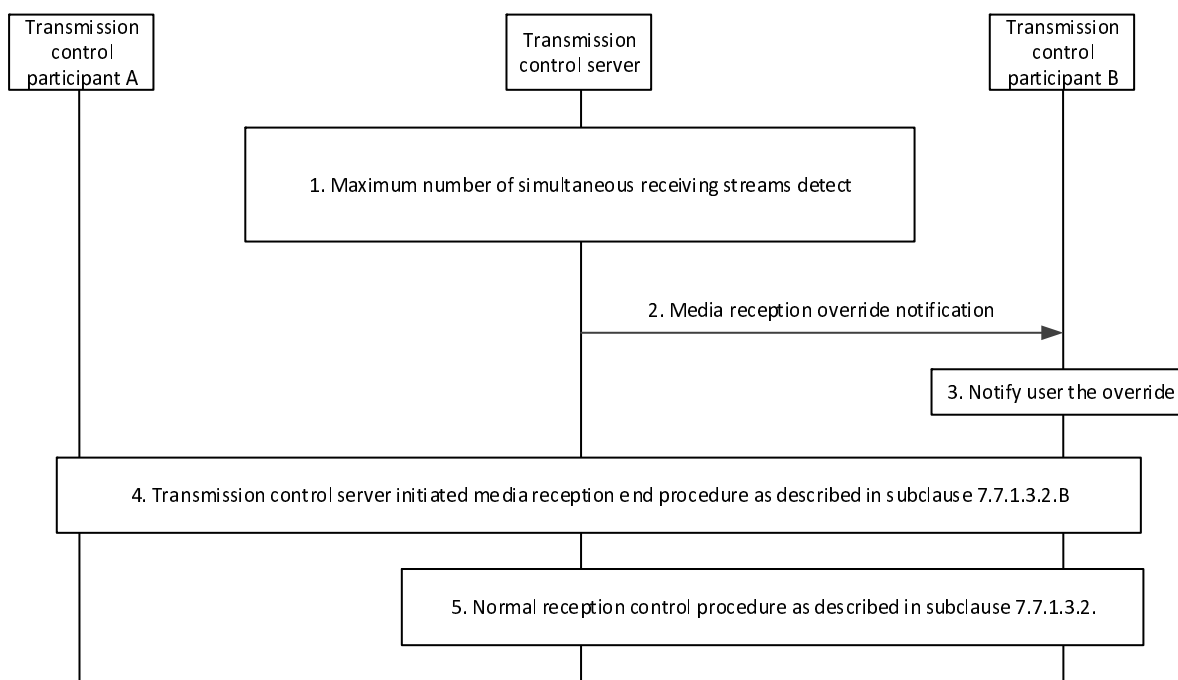 Transmission
control
participant A
Transmission
control server
Transmission
control
participant B
1. Maximum number of simultaneous receiving streams detect
2. Media reception override notification
3. Notify user the override
4. Transmission control server initiated media reception end procedure as described in subclause 7.7.1.3.2.B
5. Normal reception control procedure as described in subclause 7.7.1.3.2.